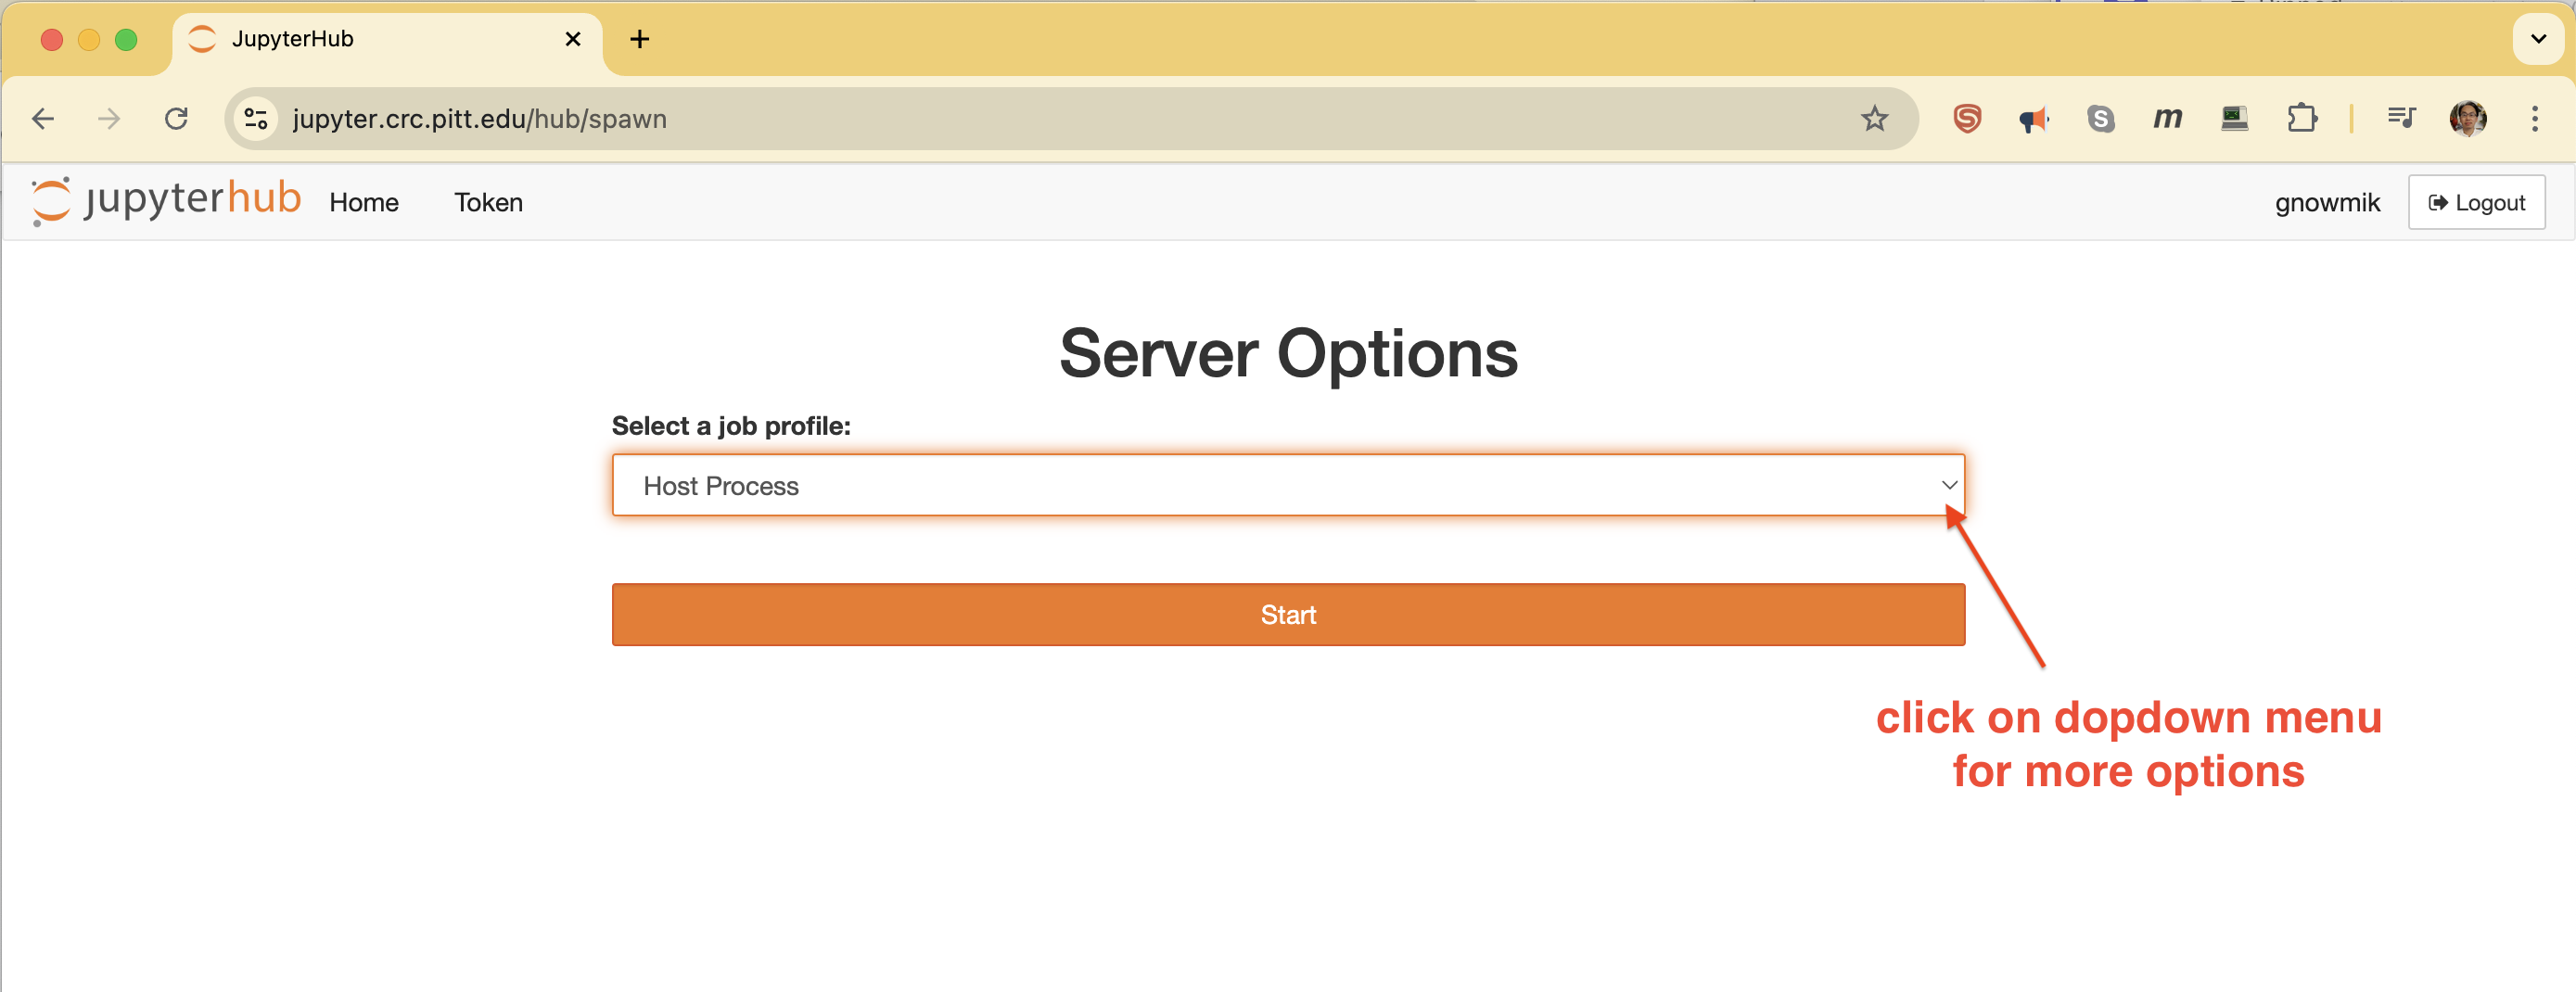 JupyterHub
jupyter.crc.pitt.edu/hub/spawn
S
m
jupyterhub Home Token gnowmik Logout
Server Options
Select a job profile:
Host Process
Start
click on dopdown menu
for more options